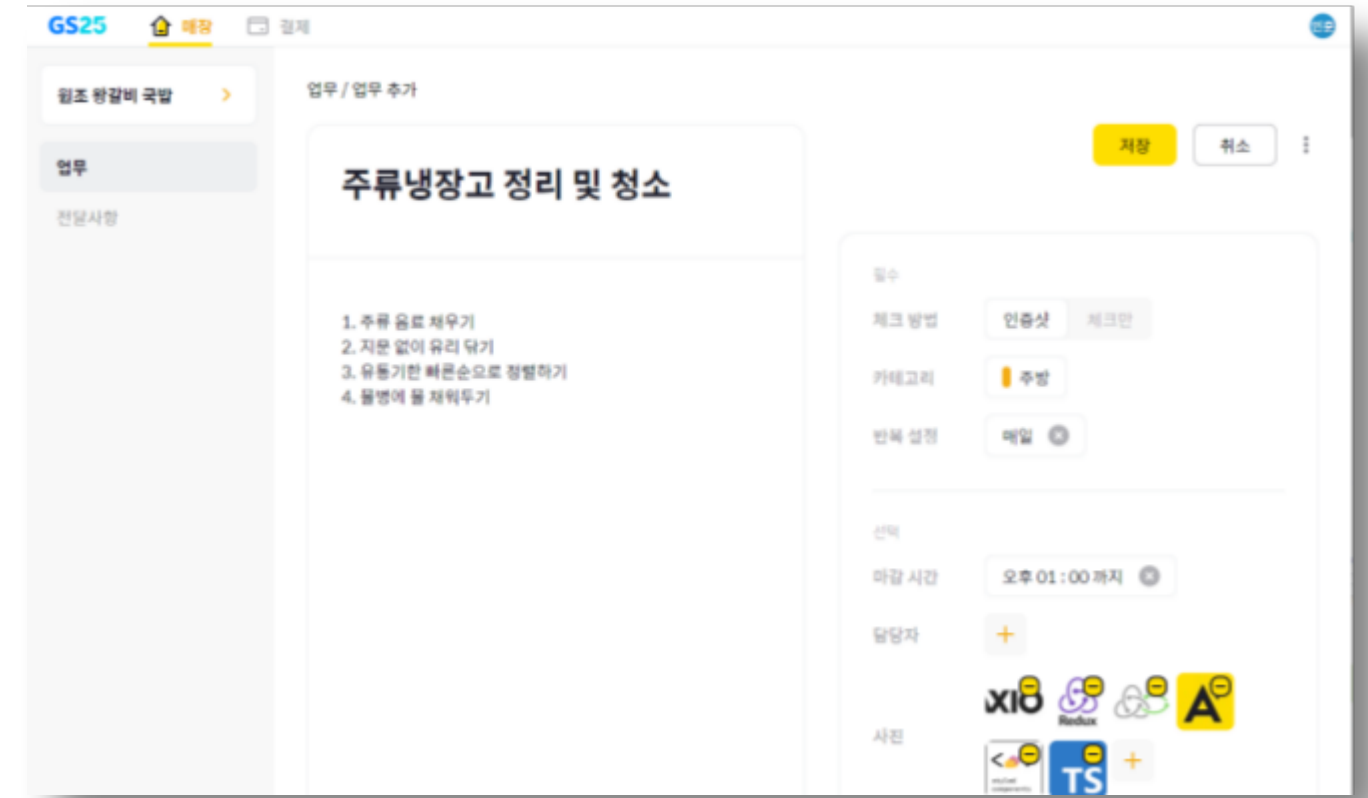 GS25
매장
결제
원조 왕갈비 국밥
업무 / 업무 추가
저장
취소
업무
전달사항
주류냉장고 정리 및 청소
1. 주류 음료 채우기
2. 지문 없이 유리 닦기
3. 유통기한 빠른순으로 정렬하기
4. 물병에 물 채워두기
필수
체크 방법
인증샷
체크만
카테고리
주방
반복 설정
매일
선택
마감 시간
오후 01 : 00 까지
담당자
사진
Redux
A
TS